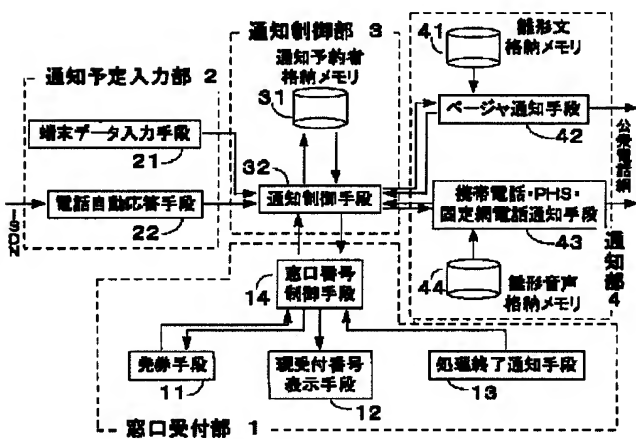 通知制御部 3
通知予約者
格納メモリ
31
32
通知制御手段
通知予定入力部 2
端末データ入力手段
21
電話自動応答手段
22
ISDN
41
雛形文
格納メモリ
ページャ通知手段
42
公衆電話網
携帯電話・PHS・
固定網電話通知手段
43
通知部 4
44
雛形音声
格納メモリ
14
窓口番号
制御手段
発券手段
11
現受付番号
表示手段
12
処理終了通知手段
13
窓口受付部 1